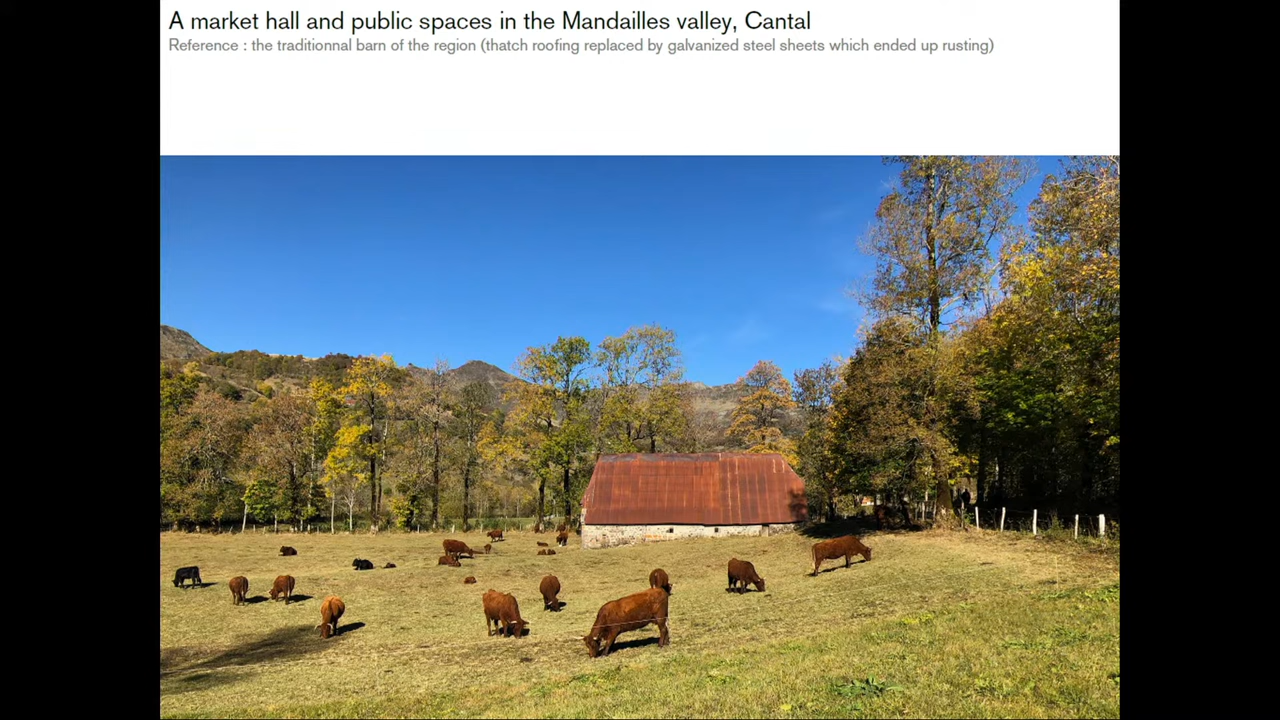 A market hall and public spaces in the Mandailles valley, Cantal
Reference : the traditionnal barn of the region (thatch roofing replaced by galvanized steel sheets which ended up rusting)